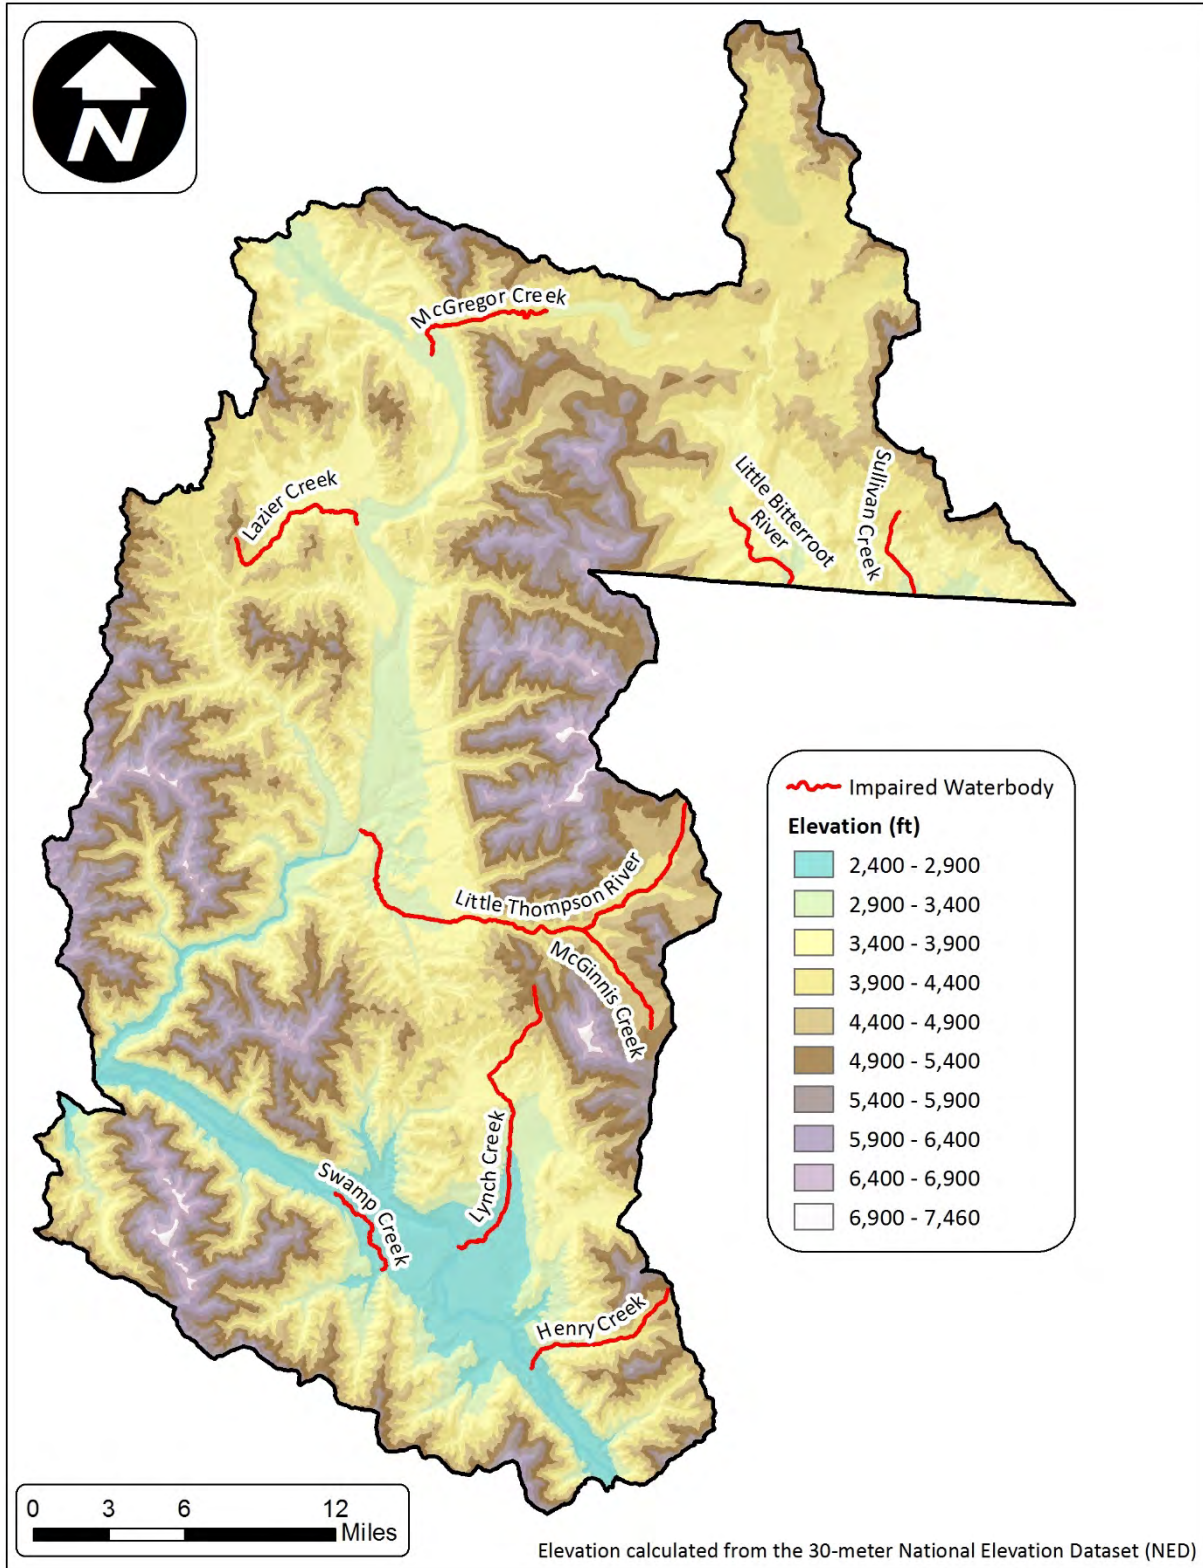 N
McGregor Creek
Lazier Creek
Little Bitterroot
River
Sullivan Creek
Impaired Waterbody
Elevation (ft)
2,400 - 2,900
2,900 - 3,400
3,400 - 3,900
3,900 - 4,400
4,400 - 4,900
4,900 - 5,400
5,400 - 5,900
5,900 - 6,400
6,400 - 6,900
6,900 - 7,460
Little Thompson River
McGinnis Creek
Lynch Creek
Swamp Creek
Henry Creek
0 3 6 12
Miles
Elevation calculated from the 30-meter National Elevation Dataset (NED)